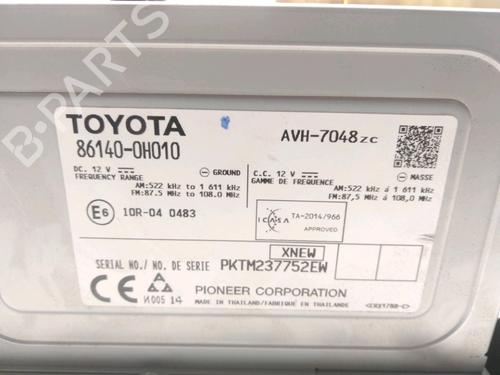 TOYOTA
AVH-7048zc
86140-0H010
DC. 12 V GROUND C.C. 12 V MASSE
FREQUENCY RANGE GAMME DE FREQUENCE
AM:522 kHz to 1 611 kHz AM:522 kHz á 1 611 kHz
FM:87.5 MHz to 108.0 MHz FM:87,5 MHz á 108,0 MHz
E6 10R-04 0483
ICASA TA-2014/966
APPROVED
XNEW
SERIAL NO./ NO. DE SERIE PKTM237752EW
CE N005 14
PIONEER CORPORATION
MADE IN THAILAND/FABRIQUÉ EN THAILANDE
B-PARTS